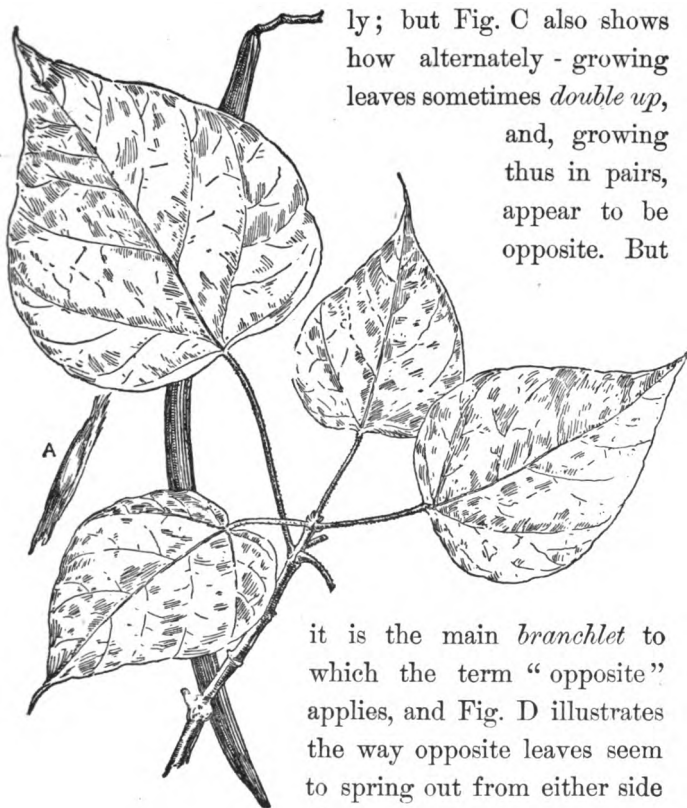 ly; but Fig. C also shows
how alternately - growing
leaves sometimes double up,
and, growing
thus in pairs,
appear to be
opposite. But
A
it is the main branchlet to
which the term “ opposite ”
applies, and Fig. D illustrates
the way opposite leaves seem
to spring out from either side